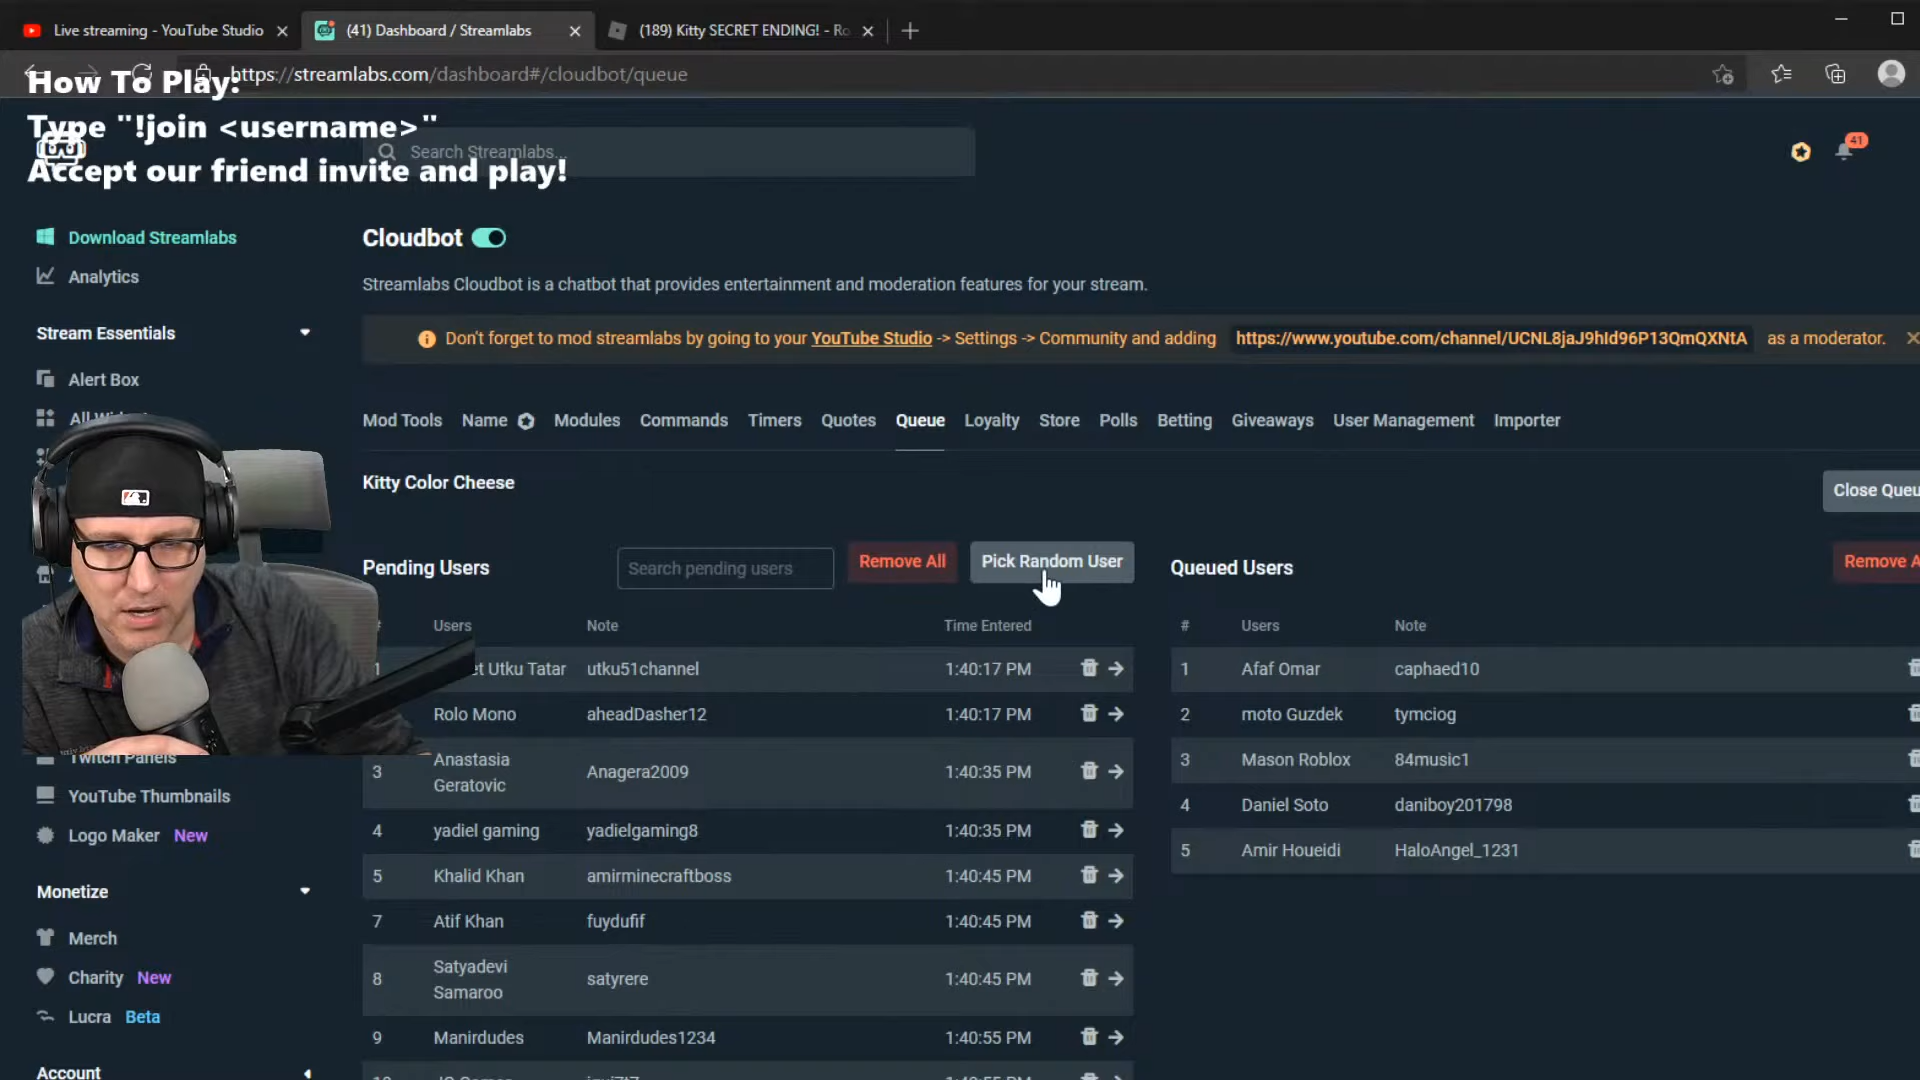 Live streaming - YouTube Studio
(41) Dashboard / Streamlabs
(189) Kitty SECRET ENDING! - Ro
https://streamlabs.com/dashboard#/cloudbot/queue
How To Play:
Type "!join <username>"
Accept our friend invite and play!
Search Streamlabs...
41
Download Streamlabs
Analytics
Stream Essentials
Alert Box
All
Twitch Panels
YouTube Thumbnails
Logo Maker New
Monetize
Merch
Charity New
Lucra Beta
Account
Cloudbot
Streamlabs Cloudbot is a chatbot that provides entertainment and moderation features for your stream.
Don't forget to mod streamlabs by going to your YouTube Studio -> Settings -> Community and adding https://www.youtube.com/channel/UCNL8jaJ9hId96P13QmQXNtA as a moderator.
Mod Tools Name Modules Commands Timers Quotes Queue Loyalty Store Polls Betting Giveaways User Management Importer
Kitty Color Cheese
Close Queu
Pending Users
Search pending users
Remove All
Pick Random User
# Users Note Time Entered
1 et Utku Tatar utku51channel 1:40:17 PM
Rolo Mono aheadDasher12 1:40:17 PM
3 Anastasia Geratovic Anagera2009 1:40:35 PM
4 yadiel gaming yadielgaming8 1:40:35 PM
5 Khalid Khan amirminecraftboss 1:40:45 PM
7 Atif Khan fuydufif 1:40:45 PM
8 Satyadevi Samaroo satyrere 1:40:45 PM
9 Manirdudes Manirdudes1234 1:40:55 PM
Queued Users
Remove A
# Users Note
1 Afaf Omar caphaed10
2 moto Guzdek tymciog
3 Mason Roblox 84music1
4 Daniel Soto daniboy201798
5 Amir Houeidi HaloAngel_1231